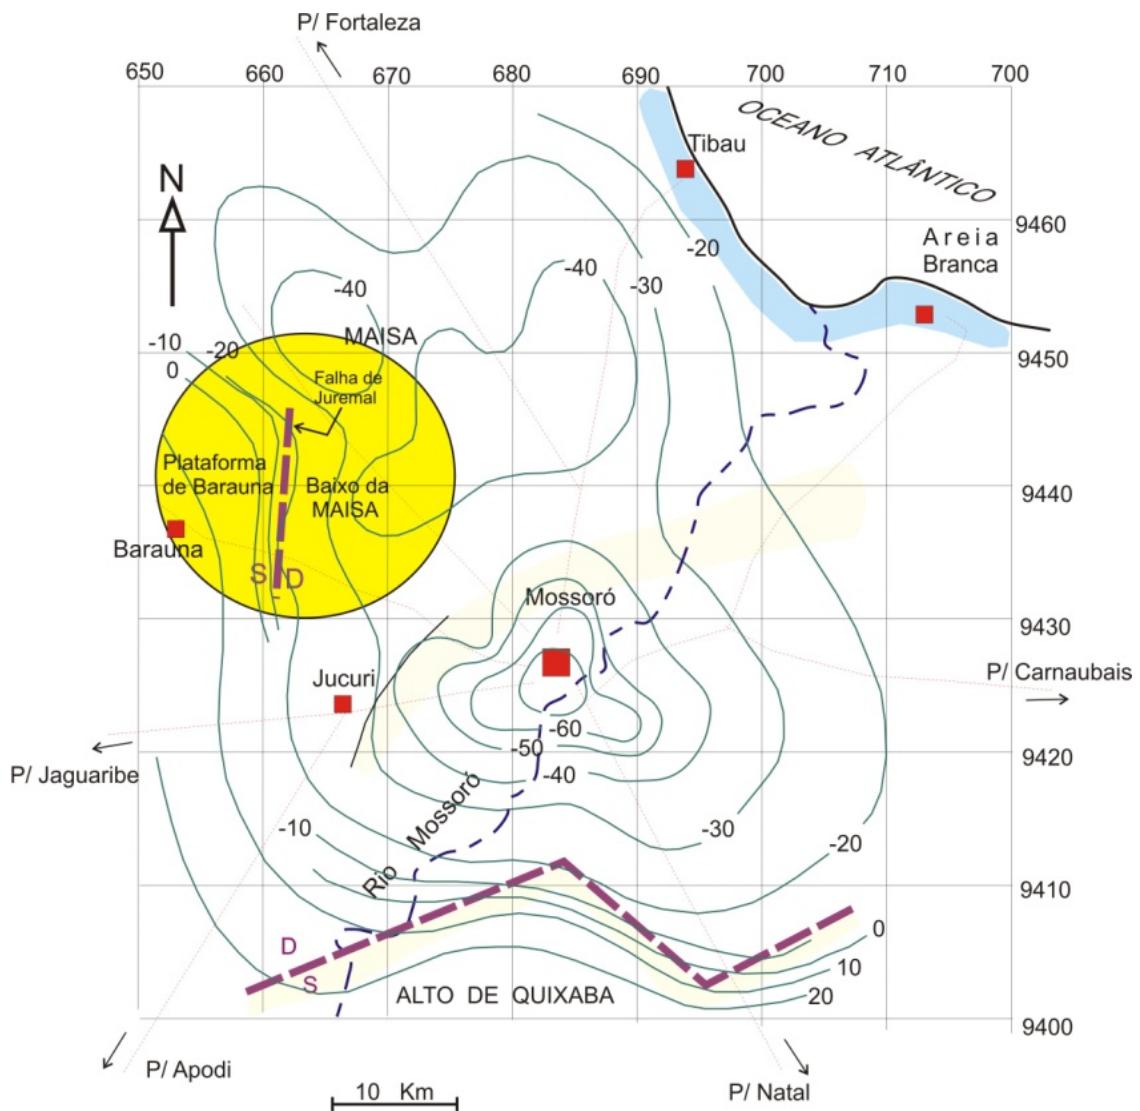 P/ Fortaleza
650 660 670 680 690 700 710 700
OCEANO ATLÂNTICO
Tibau
N
9460
-20
Areia
Branca
-40
-40
-30
MAISA
-10
-20
9450
0
Falha de
Juremal
Plataforma
de Barauna
Baixo da
MAISA
9440
Barauna
S D
Mossoró
9430
Jucuri
P/ Carnaubais
-60
-50
9420
P/ Jaguaribe
-40
Rio Mossoró
-10
-30
-20
9410
D
0
S
10
ALTO DE QUIXABA
20
9400
P/ Apodi
10 Km
P/ Natal